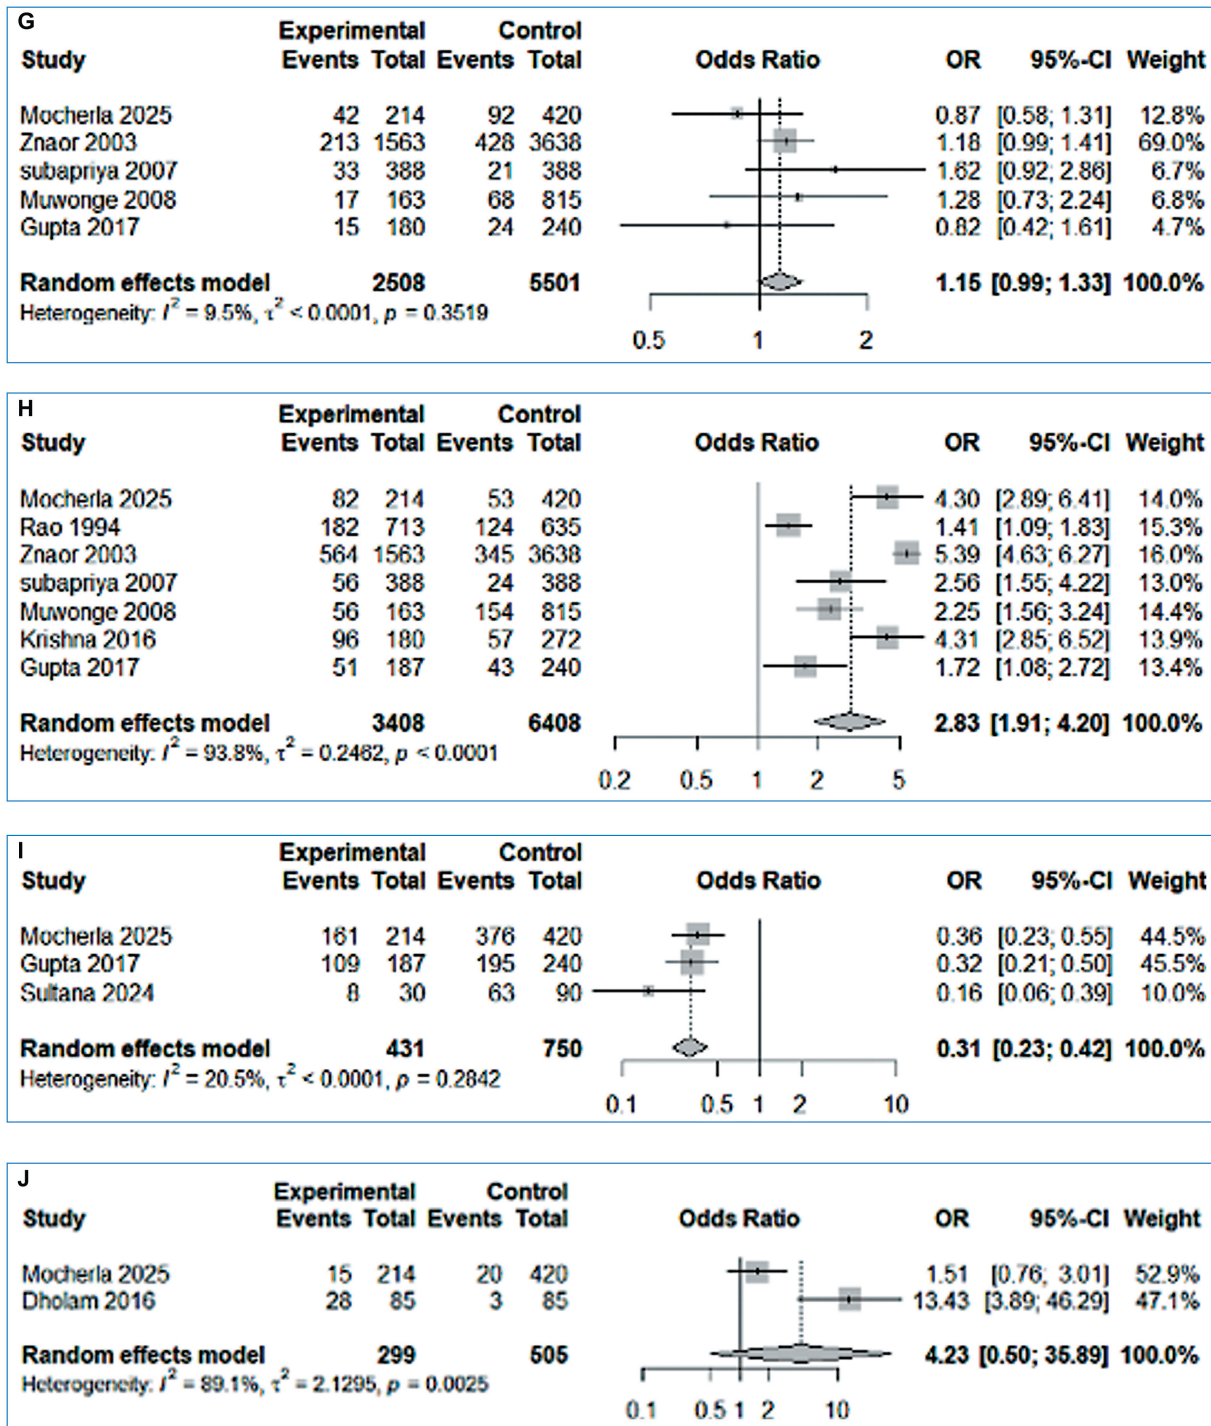 G
Experimental Control
Study Events Total Events Total Odds Ratio OR 95%-CI Weight
Mocherla 2025 42 214 92 420 0.87 [0.58; 1.31] 12.8%
Znaor 2003 213 1563 428 3638 1.18 [0.99; 1.41] 69.0%
subapriya 2007 33 388 21 388 1.62 [0.92; 2.86] 6.7%
Muwonge 2008 17 163 68 815 1.28 [0.73; 2.24] 6.8%
Gupta 2017 15 180 24 240 0.82 [0.42; 1.61] 4.7%
Random effects model 2508 5501 1.15 [0.99; 1.33] 100.0%
Heterogeneity: I² = 9.5%, τ² < 0.0001, p = 0.3519
0.5 1 2
H
Experimental Control
Study Events Total Events Total Odds Ratio OR 95%-CI Weight
Mocherla 2025 82 214 53 420 4.30 [2.89; 6.41] 14.0%
Rao 1994 182 713 124 635 1.41 [1.09; 1.83] 15.3%
Znaor 2003 564 1563 345 3638 5.39 [4.63; 6.27] 16.0%
subapriya 2007 56 388 24 388 2.56 [1.55; 4.22] 13.0%
Muwonge 2008 56 163 154 815 2.25 [1.56; 3.24] 14.4%
Krishna 2016 96 180 57 272 4.31 [2.85; 6.52] 13.9%
Gupta 2017 51 187 43 240 1.72 [1.08; 2.72] 13.4%
Random effects model 3408 6408 2.83 [1.91; 4.20] 100.0%
Heterogeneity: I² = 93.8%, τ² = 0.2462, p < 0.0001
0.2 0.5 1 2 5
I
Experimental Control
Study Events Total Events Total Odds Ratio OR 95%-CI Weight
Mocherla 2025 161 214 376 420 0.36 [0.23; 0.55] 44.5%
Gupta 2017 109 187 195 240 0.32 [0.21; 0.50] 45.5%
Sultana 2024 8 30 63 90 0.16 [0.06; 0.39] 10.0%
Random effects model 431 750 0.31 [0.23; 0.42] 100.0%
Heterogeneity: I² = 20.5%, τ² < 0.0001, p = 0.2842
0.1 0.5 1 2 10
J
Experimental Control
Study Events Total Events Total Odds Ratio OR 95%-CI Weight
Mocherla 2025 15 214 20 420 1.51 [0.76; 3.01] 52.9%
Dholam 2016 28 85 3 85 13.43 [3.89; 46.29] 47.1%
Random effects model 299 505 4.23 [0.50; 35.89] 100.0%
Heterogeneity: I² = 89.1%, τ² = 2.1295, p = 0.0025
0.1 0.5 1 2 10